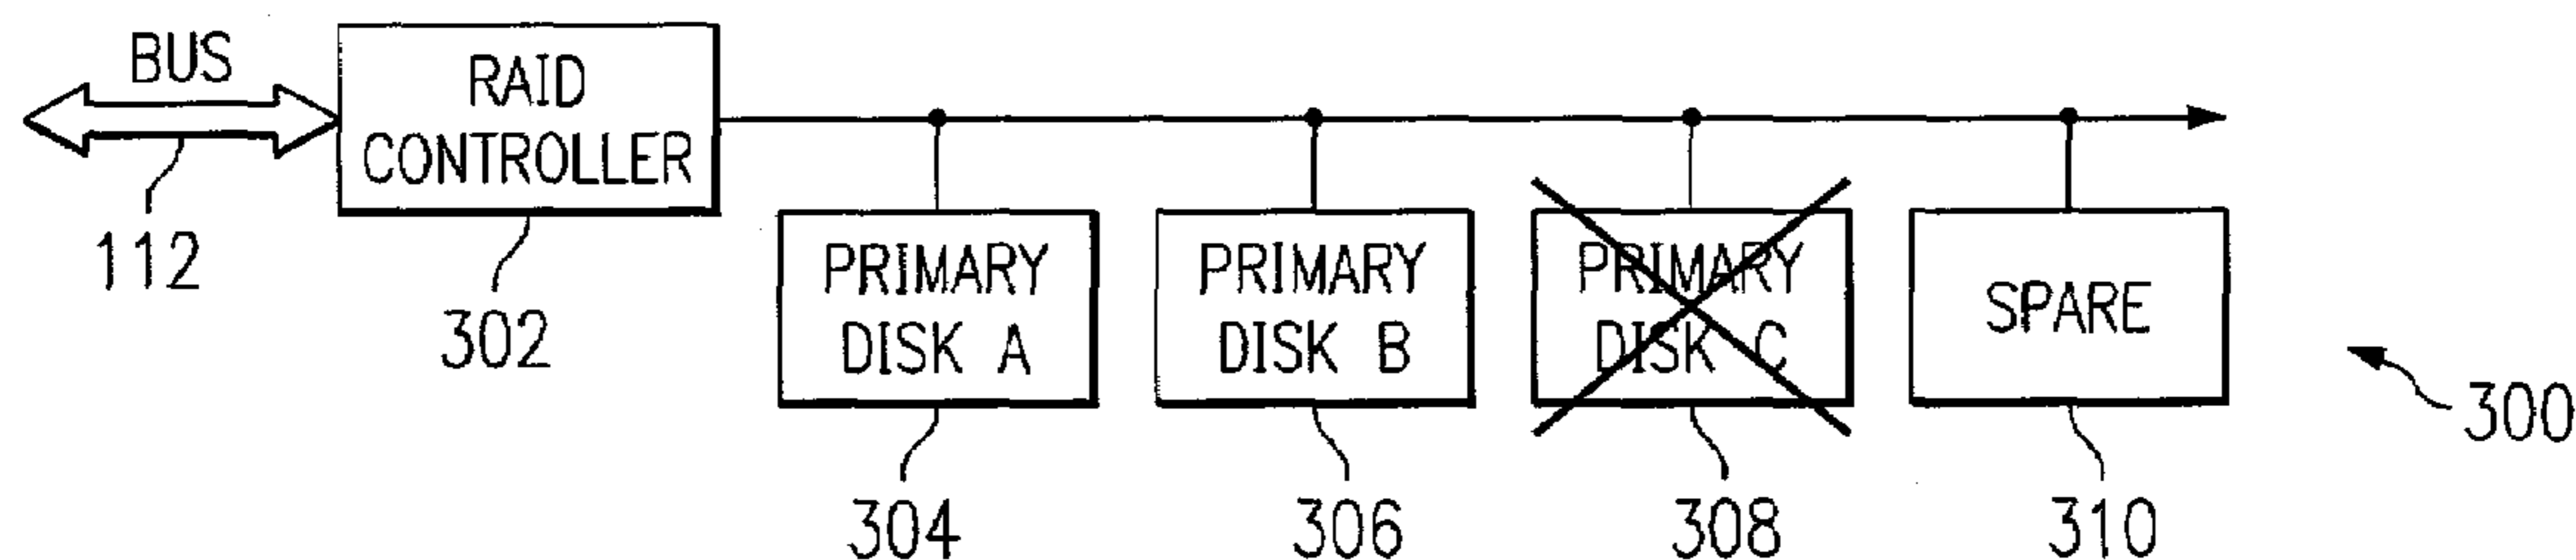 BUS
RAID
CONTROLLER
PRIMARY
DISK A
PRIMARY
DISK B
PRIMARY
DISK C
SPARE
112
302
300
304
306
308
310